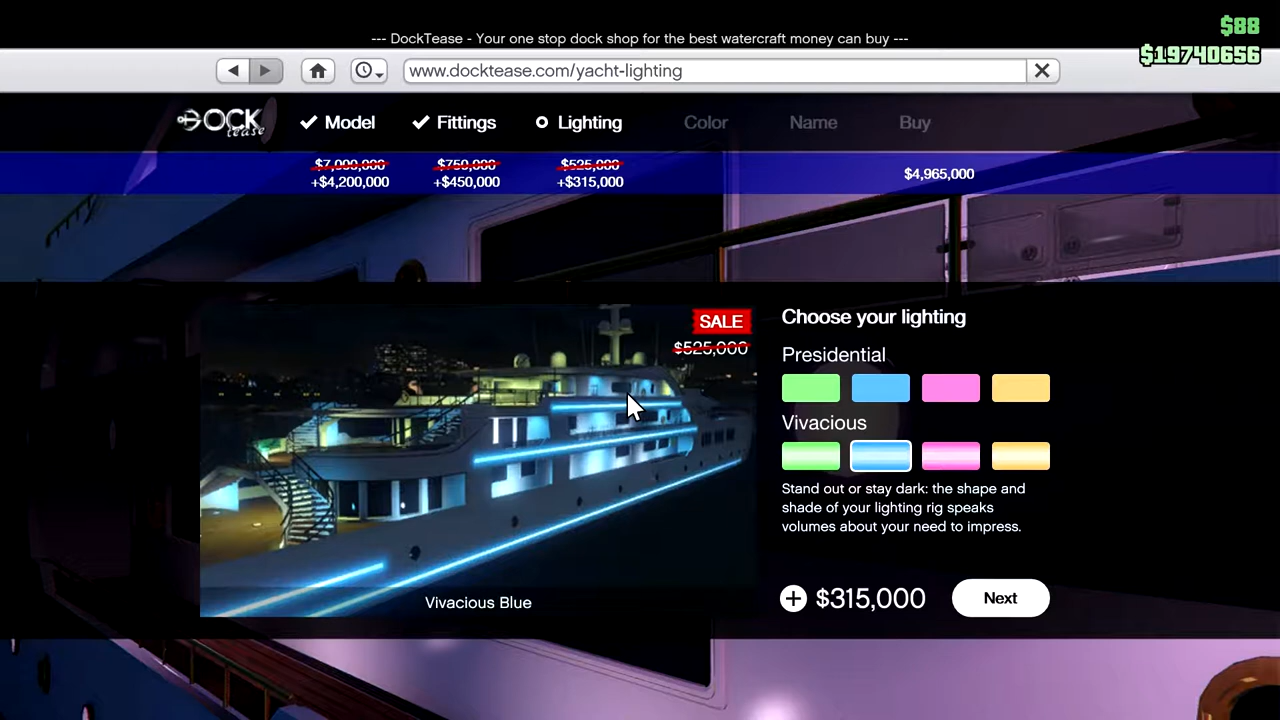 $88
--- DockTease - Your one stop dock shop for the best watercraft money can buy ---
$19740656
www.docktease.com/yacht-lighting
DOCK tease
Model
Fittings
Lighting
Color
Name
Buy
$7,000,000
$750,000
$525,000
+$4,200,000
+$450,000
+$315,000
$4,965,000
SALE
$525,000
Vivacious Blue
Choose your lighting
Presidential
Vivacious
Stand out or stay dark: the shape and
shade of your lighting rig speaks
volumes about your need to impress.
$315,000
Next